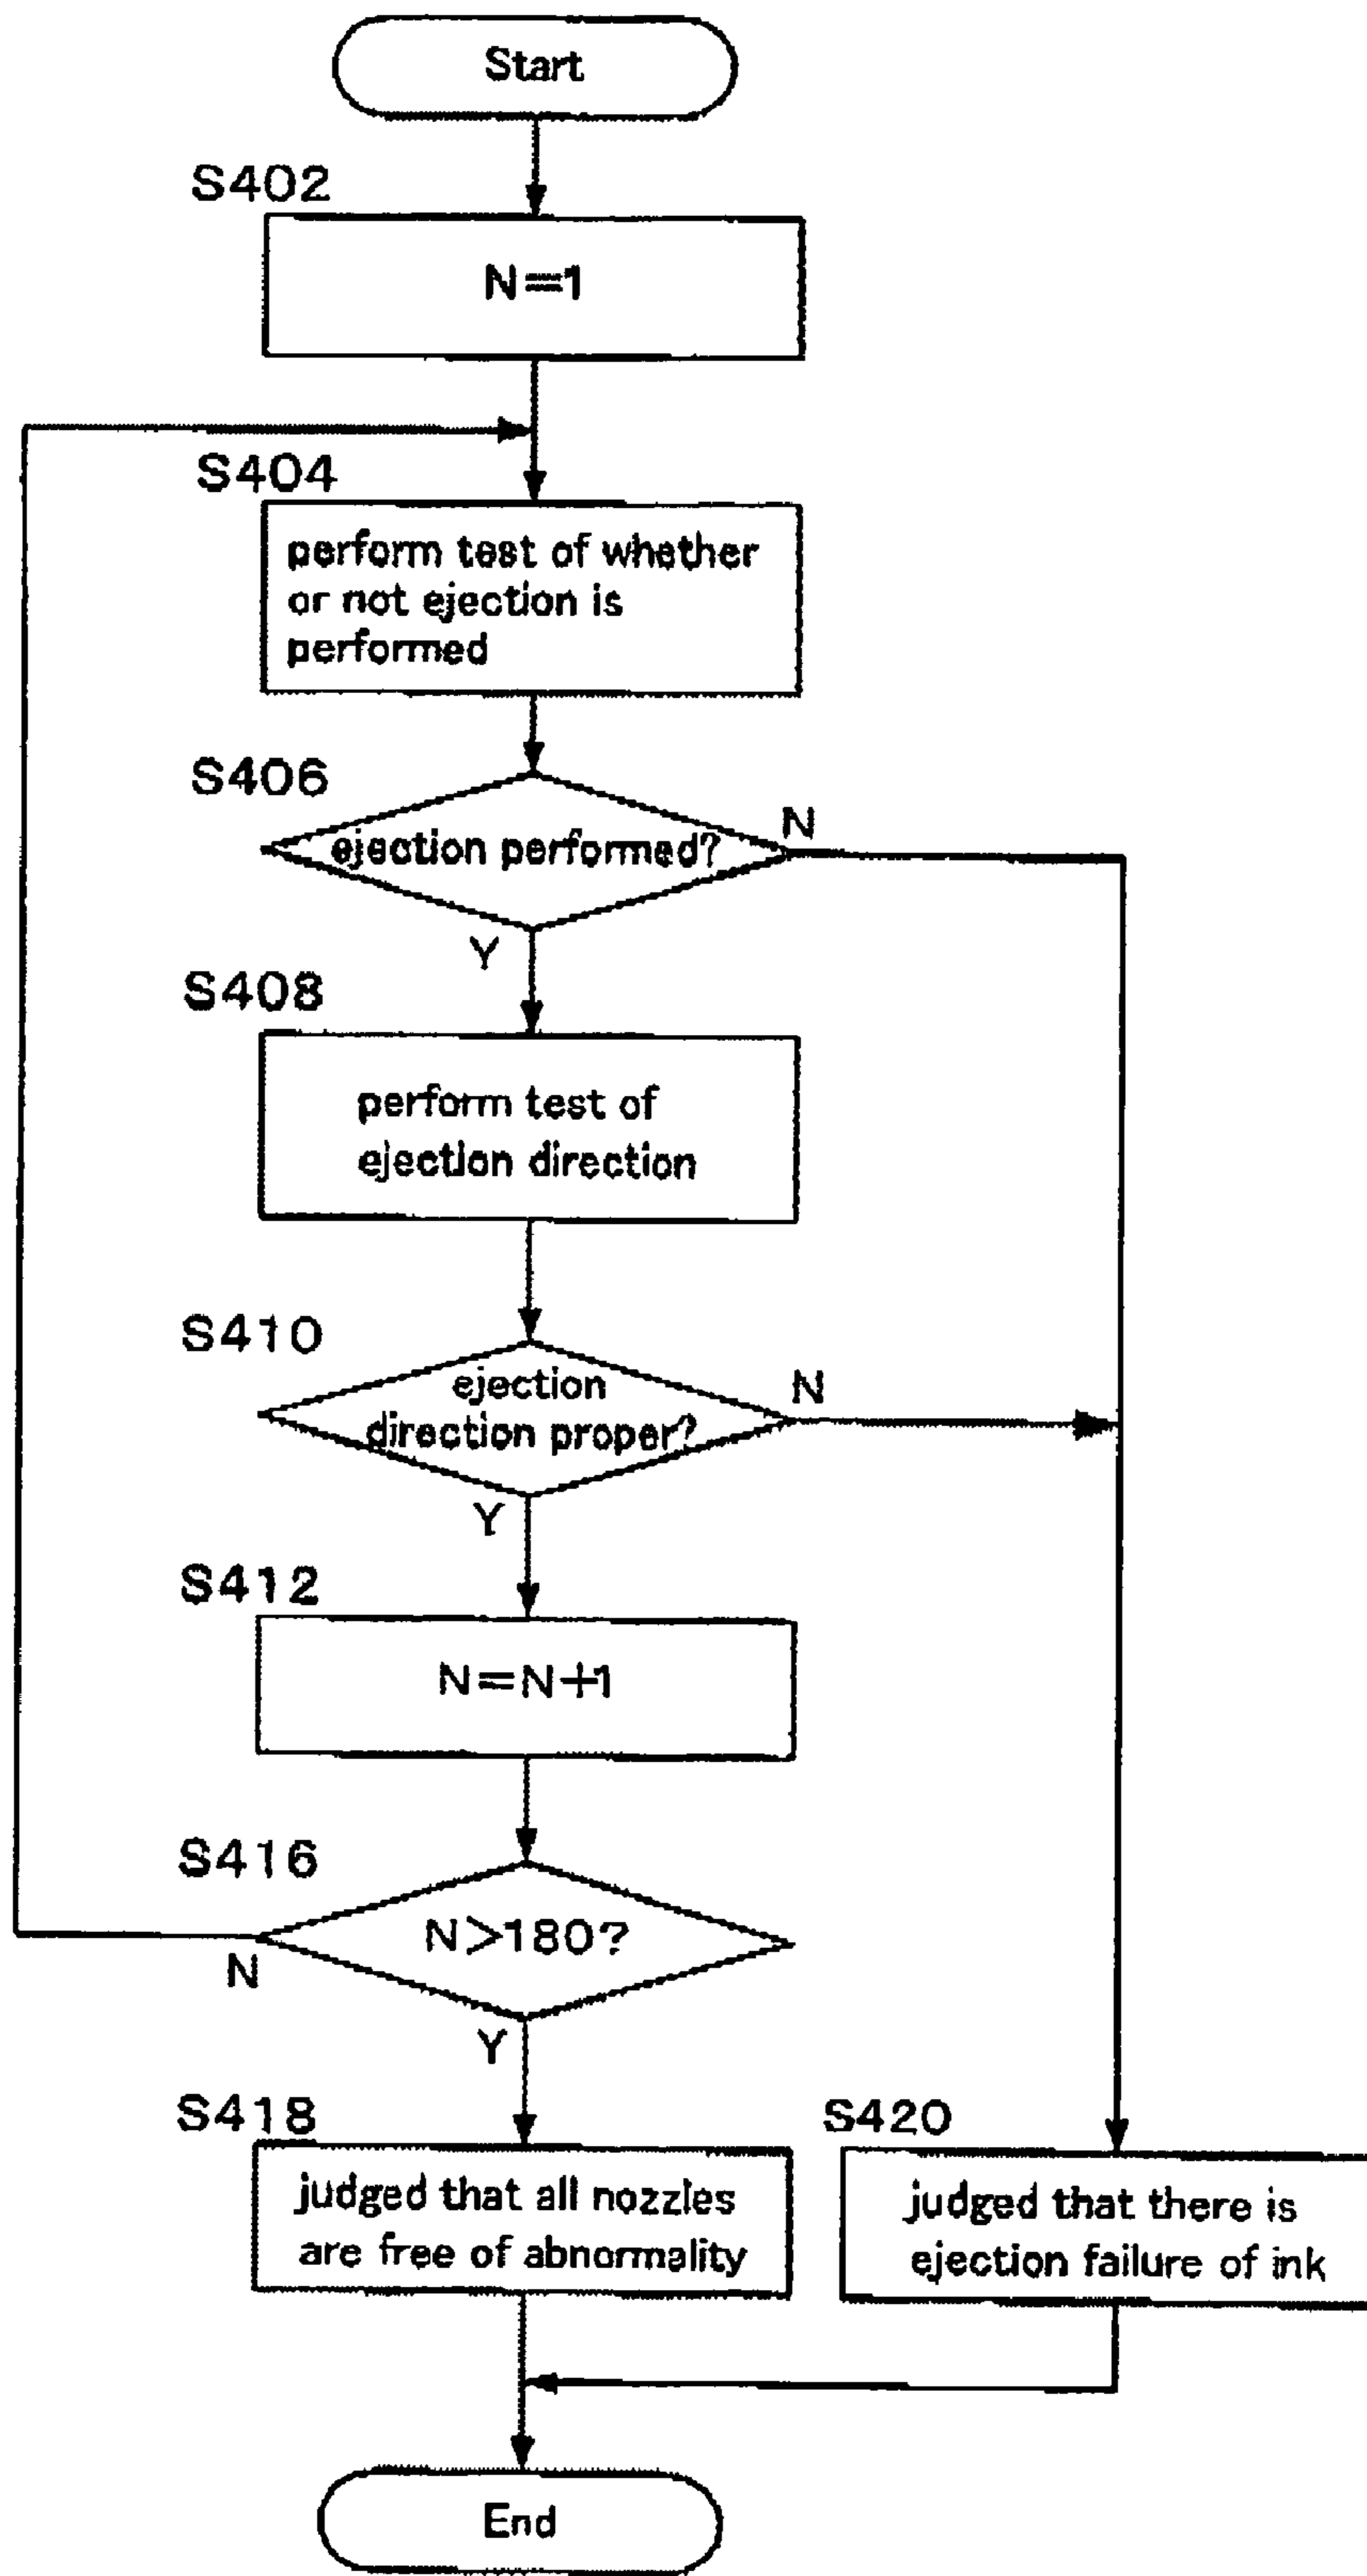 Start
S402
N=1
S404
perform test of whether
or not ejection is
performed
S406
ejection performed?
N
Y
S408
perform test of
ejection direction
S410
ejection
direction proper?
N
Y
S412
N=N+1
S416
N>180?
N
Y
S418
judged that all nozzles
are free of abnormality
S420
judged that there is
ejection failure of ink
End